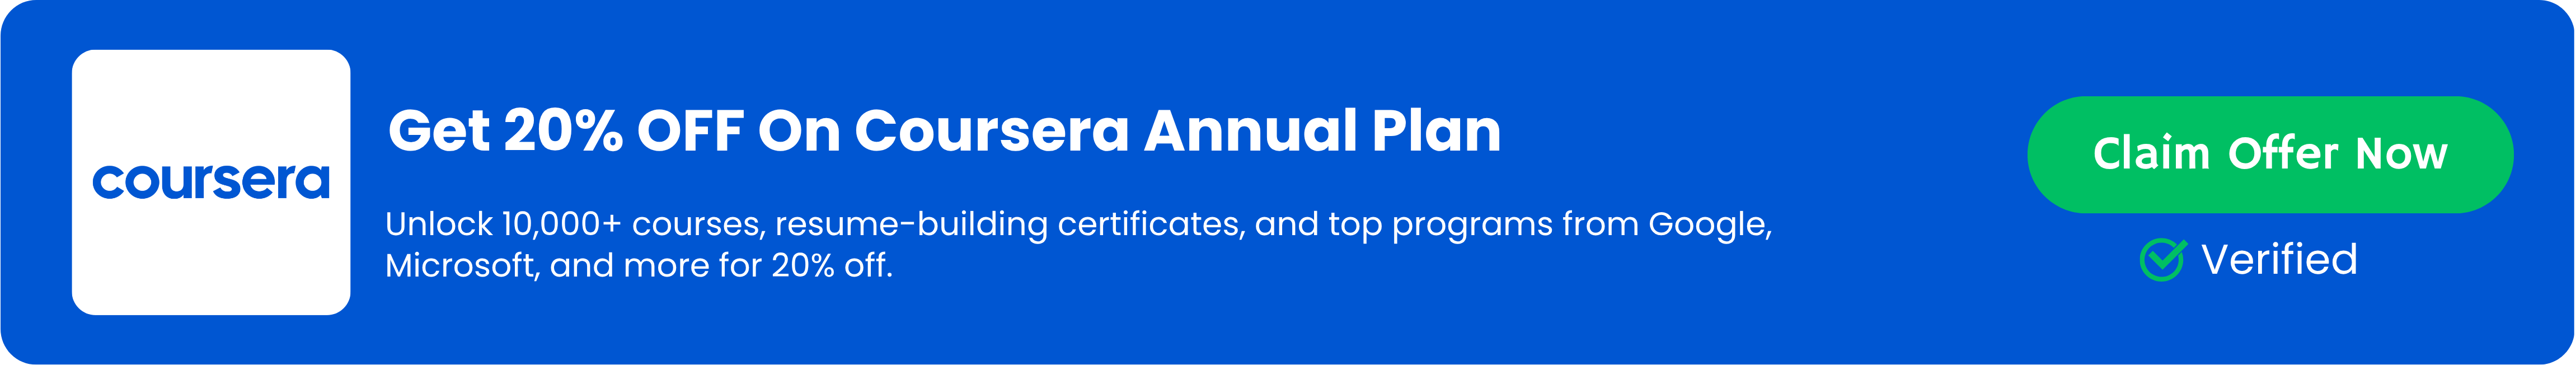 coursera
Get 20% OFF On Coursera Annual Plan
Unlock 10,000+ courses, resume-building certificates, and top programs from Google,
Microsoft, and more for 20% off.
Claim Offer Now
Verified